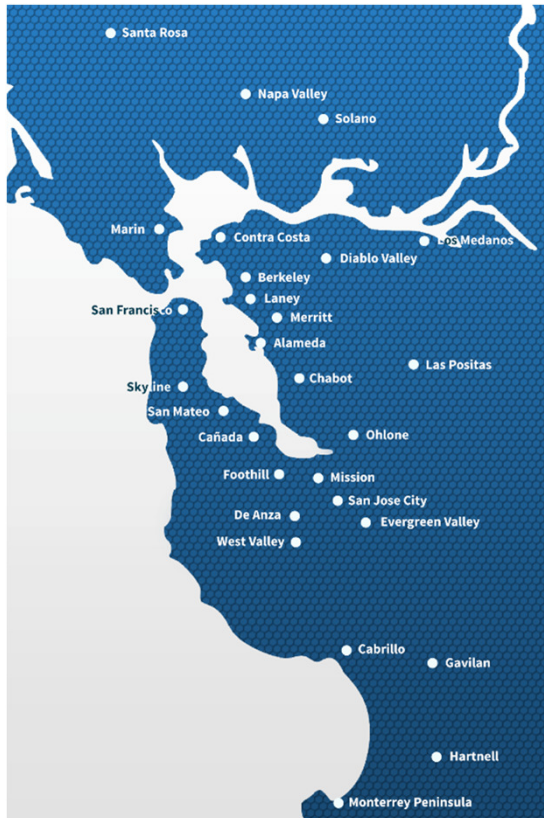 Santa Rosa
Napa Valley
Solano
Marin
Contra Costa
Los Medanos
Diablo Valley
Berkeley
Laney
San Francisco
Merritt
Alameda
Las Positas
Chabot
Skyline
San Mateo
Cañada
Ohlone
Foothill
Mission
San Jose City
De Anza
Evergreen Valley
West Valley
Cabrillo
Gavilan
Hartnell
Monterrey Peninsula